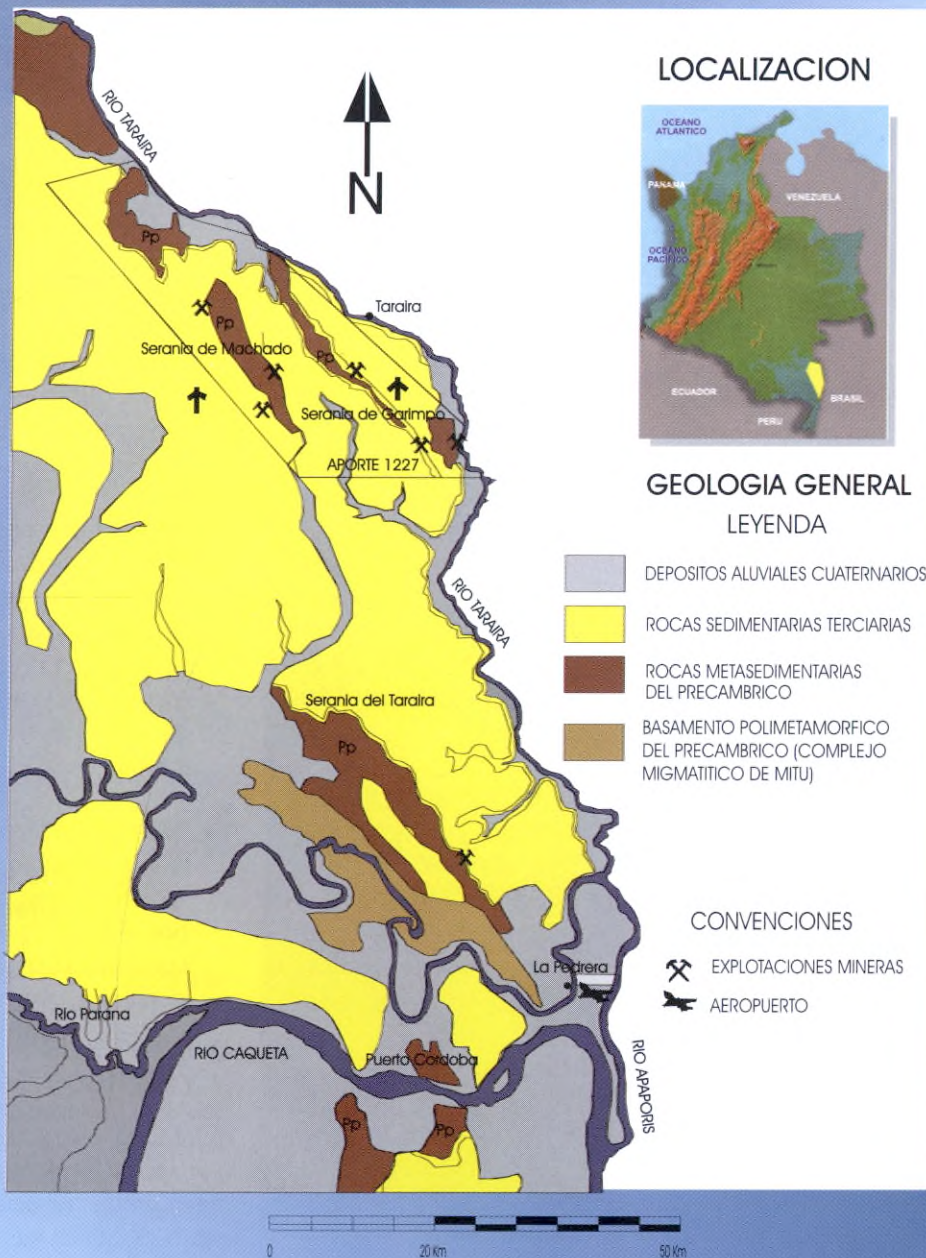 RIO TARAIRA
N
LOCALIZACION
OCEANO
ATLANTICO
PANAMA
VENEZUELA
OCEANO
PACIFICO
ECUADOR
BRASIL
PERU
Pp
Taraira
Pp
Serania de Machado
Pp
Serania de Garimpo
APORTE 1227
GEOLOGIA GENERAL
LEYENDA
DEPOSITOS ALUVIALES CUATERNARIOS
ROCAS SEDIMENTARIAS TERCIARIAS
ROCAS METASEDIMENTARIAS
DEL PRECAMBRICO
BASAMENTO POLIMETAMORFICO
DEL PRECAMBRICO (COMPLEJO
MIGMATITICO DE MITU)
RIO TARAIRA
Serania del Taraira
Pp
CONVENCIONES
EXPLOTACIONES MINERAS
AEROPUERTO
La Pedrera
Rio Parana
RIO CAQUETA
Puerto Cordoba
RIO APAPORIS
Pp
Pp
0
20 Km
50 Km